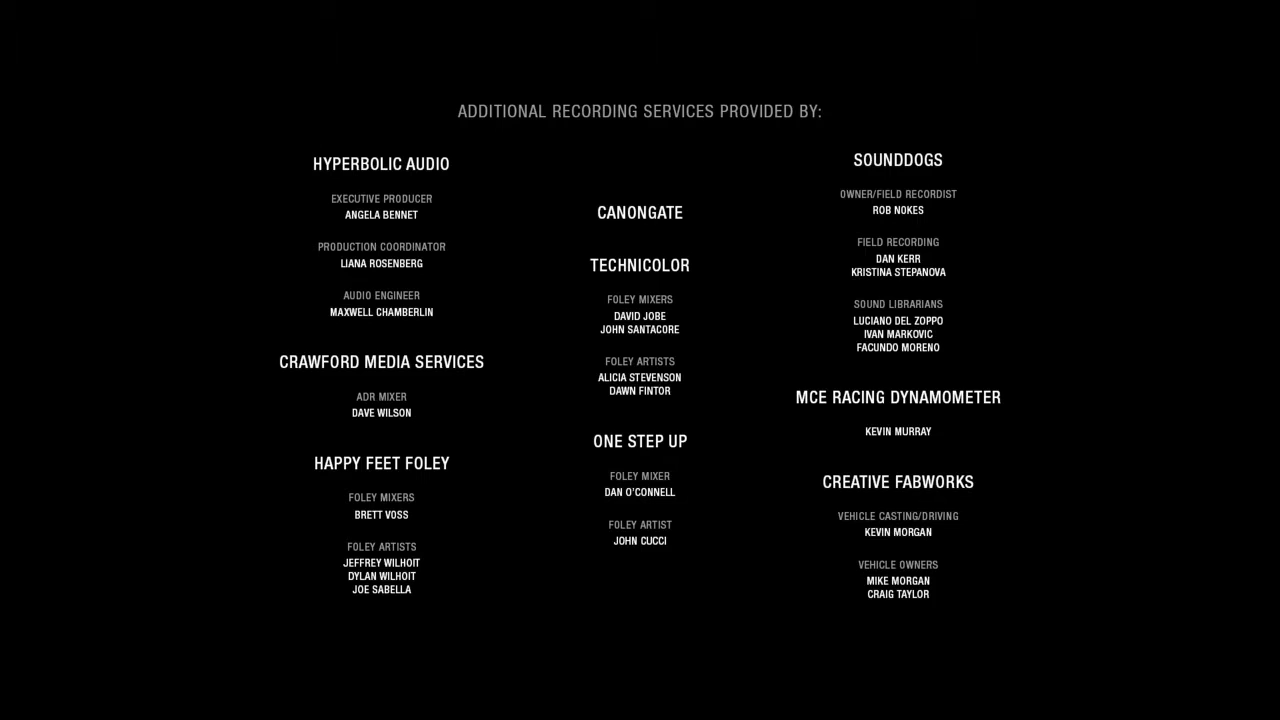 ADDITIONAL RECORDING SERVICES PROVIDED BY:
HYPERBOLIC AUDIO
EXECUTIVE PRODUCER
ANGELA BENNET
PRODUCTION COORDINATOR
LIANA ROSENBERG
AUDIO ENGINEER
MAXWELL CHAMBERLIN
CRAWFORD MEDIA SERVICES
ADR MIXER
DAVE WILSON
HAPPY FEET FOLEY
FOLEY MIXERS
BRETT VOSS
FOLEY ARTISTS
JEFFREY WILHOIT
DYLAN WILHOIT
JOE SABELLA
CANONGATE
TECHNICOLOR
FOLEY MIXERS
DAVID JOBE
JOHN SANTACORE
FOLEY ARTISTS
ALICIA STEVENSON
DAWN FINTOR
ONE STEP UP
FOLEY MIXER
DAN O'CONNELL
FOLEY ARTIST
JOHN CUCCI
SOUNDDOGS
OWNER/FIELD RECORDIST
ROB NOKES
FIELD RECORDING
DAN KERR
KRISTINA STEPANOVA
SOUND LIBRARIANS
LUCIANO DEL ZOPPO
IVAN MARKOVIC
FACUNDO MORENO
MCE RACING DYNAMOMETER
KEVIN MURRAY
CREATIVE FABWORKS
VEHICLE CASTING/DRIVING
KEVIN MORGAN
VEHICLE OWNERS
MIKE MORGAN
CRAIG TAYLOR